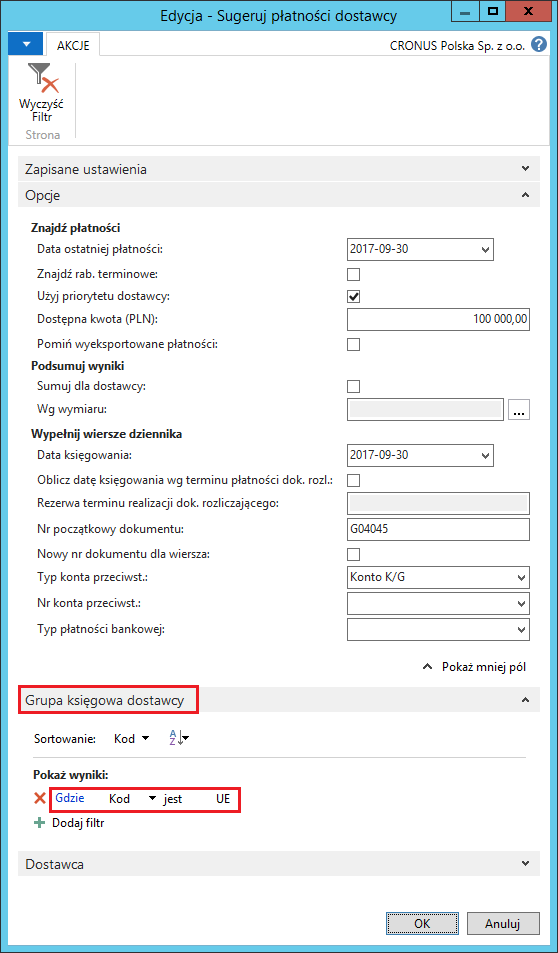 Edycja - Sugeruj płatności dostawcy
AKCJE
CRONUS Polska Sp. z o.o.
?
Wyczyść
Filtr
Strona
Zapisane ustawienia
Opcje
Znajdź płatności
Data ostatniej płatności: 2017-09-30
Znajdź rab. terminowe:
Użyj priorytetu dostawcy:
Dostępna kwota (PLN): 100 000,00
Pomiń wyeksportowane płatności:
Podsumuj wyniki
Sumuj dla dostawcy:
Wg wymiaru: ...
Wypełnij wiersze dziennika
Data księgowania: 2017-09-30
Oblicz datę księgowania wg terminu płatności dok. rozl.:
Rezerwa terminu realizacji dok. rozliczającego:
Nr początkowy dokumentu: G04045
Nowy nr dokumentu dla wiersza:
Typ konta przeciwst.: Konto K/G
Nr konta przeciwst.:
Typ płatności bankowej:
Pokaż mniej pól
Grupa księgowa dostawcy
Sortowanie: Kod AZ
Pokaż wyniki:
Gdzie Kod jest UE
Dodaj filtr
Dostawca
OK Anuluj